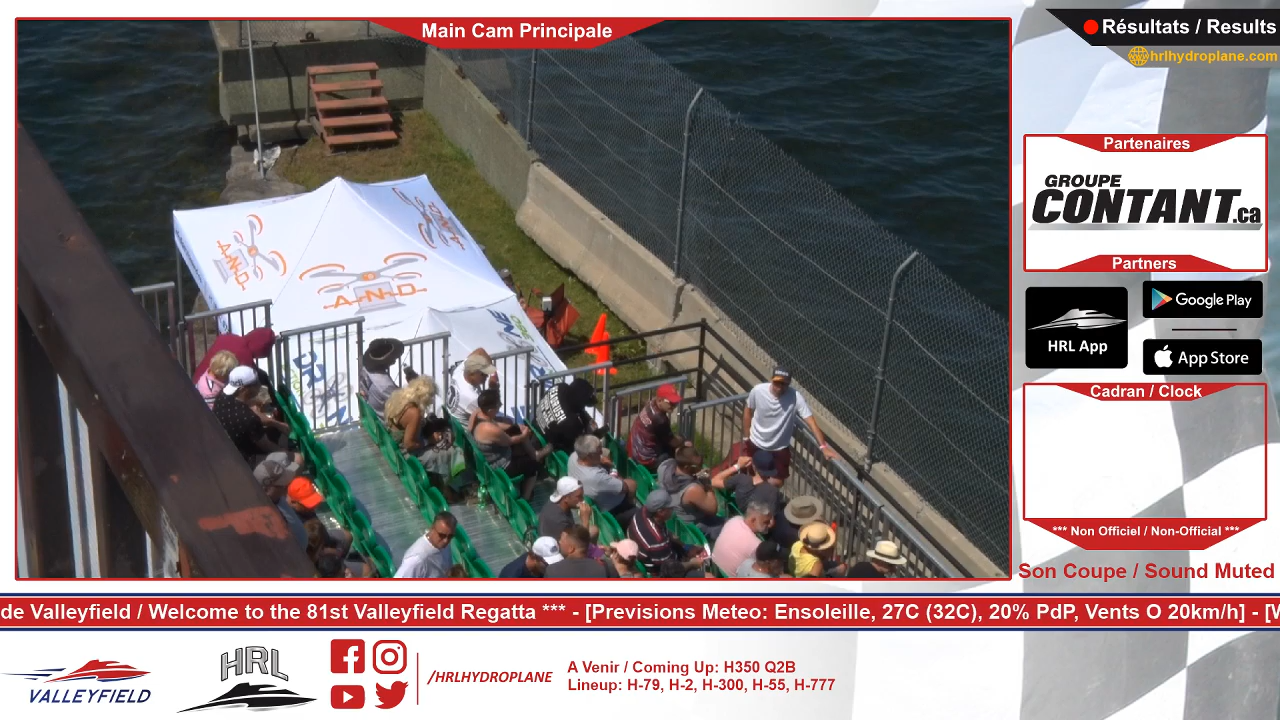 Main Cam Principale
Résultats / Results
hrlhydroplane.com
Partenaires
GROUPE
CONTANT.ca
Partners
HRL App
Google Play
App Store
Cadran / Clock
*** Non Officiel / Non-Official ***
Son Coupe / Sound Muted
A-N-D
de Valleyfield / Welcome to the 81st Valleyfield Regatta *** - [Previsions Meteo: Ensoleille, 27C (32C), 20% PdP, Vents O 20km/h] - [
VALLEYFIELD
HRL
/HRLHYDROPLANE
A Venir / Coming Up: H350 Q2B
Lineup: H-79, H-2, H-300, H-55, H-777